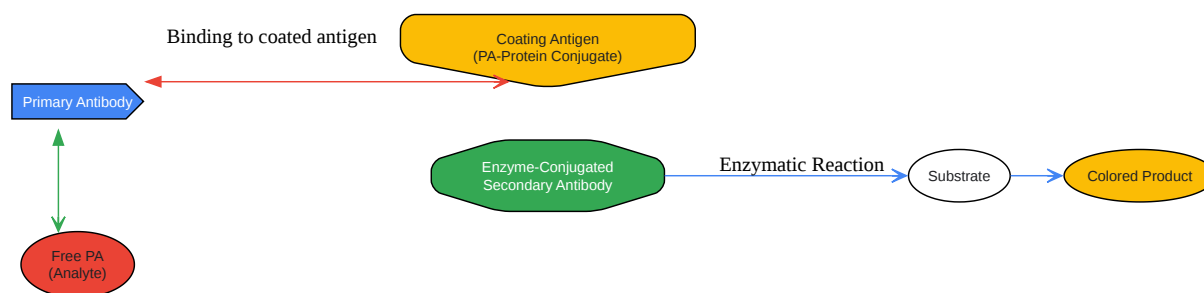 Binding to coated antigen
Coating Antigen
(PA-Protein Conjugate)
Primary Antibody
Enzyme-Conjugated
Secondary Antibody
Enzymatic Reaction
Substrate
Colored Product
Free PA
(Analyte)